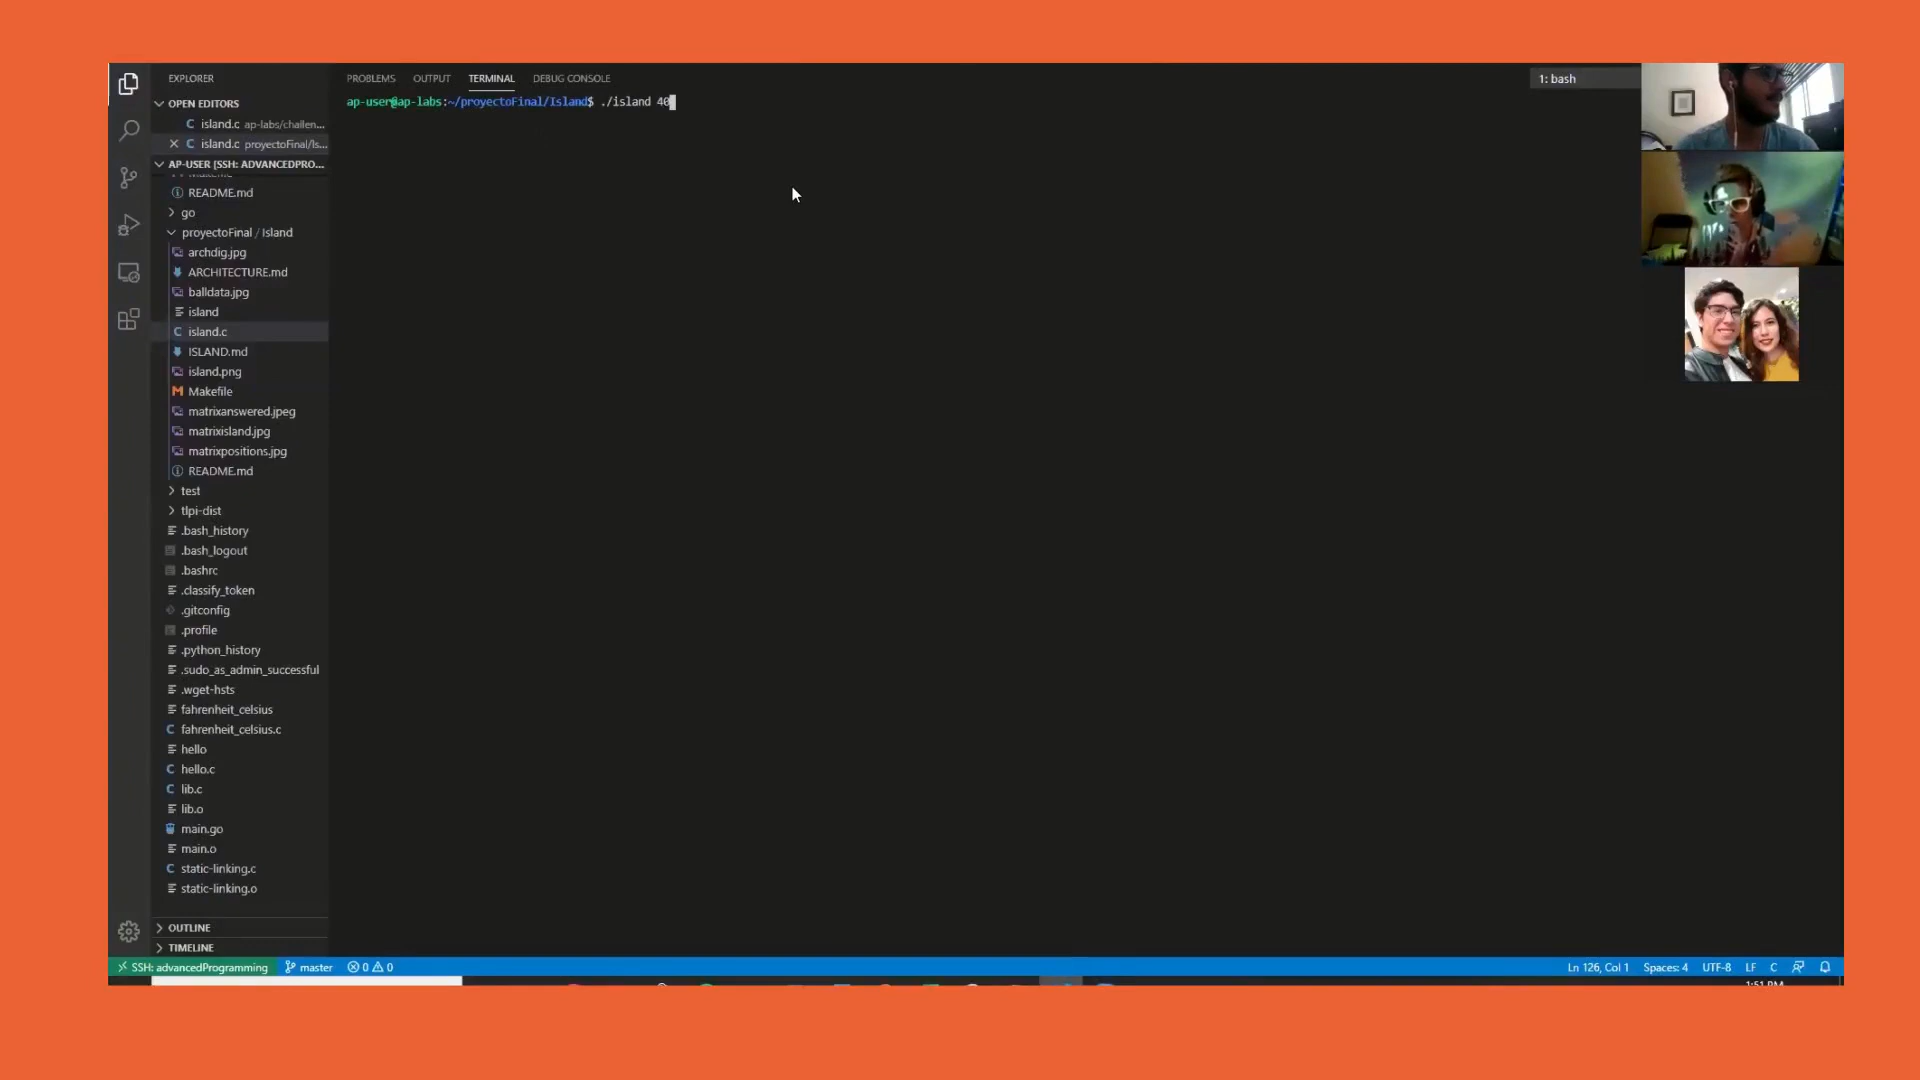 EXPLORER
OPEN EDITORS
island.c ap-labs/challen...
island.c proyectoFinal/Is...
AP-USER [SSH: ADVANCEDPRO...
README.md
go
proyectoFinal / Island
archdig.jpg
ARCHITECTURE.md
balldata.jpg
island
island.c
ISLAND.md
island.png
Makefile
matrixanswered.jpeg
matrixisland.jpg
matrixpositions.jpg
README.md
test
tlpi-dist
.bash_history
.bash_logout
.bashrc
.classify_token
.gitconfig
.profile
.python_history
.sudo_as_admin_successful
.wget-hsts
fahrenheit_celsius
fahrenheit_celsius.c
hello
hello.c
lib.c
lib.o
main.go
main.o
static-linking.c
static-linking.o
OUTLINE
TIMELINE
PROBLEMS OUTPUT TERMINAL DEBUG CONSOLE
1: bash
ap-user@ap-labs:~/proyectoFinal/Island$ ./island 40
SSH: advancedProgramming master 0 0
Ln 126, Col 1 Spaces: 4 UTF-8 LF C
1:51 PM